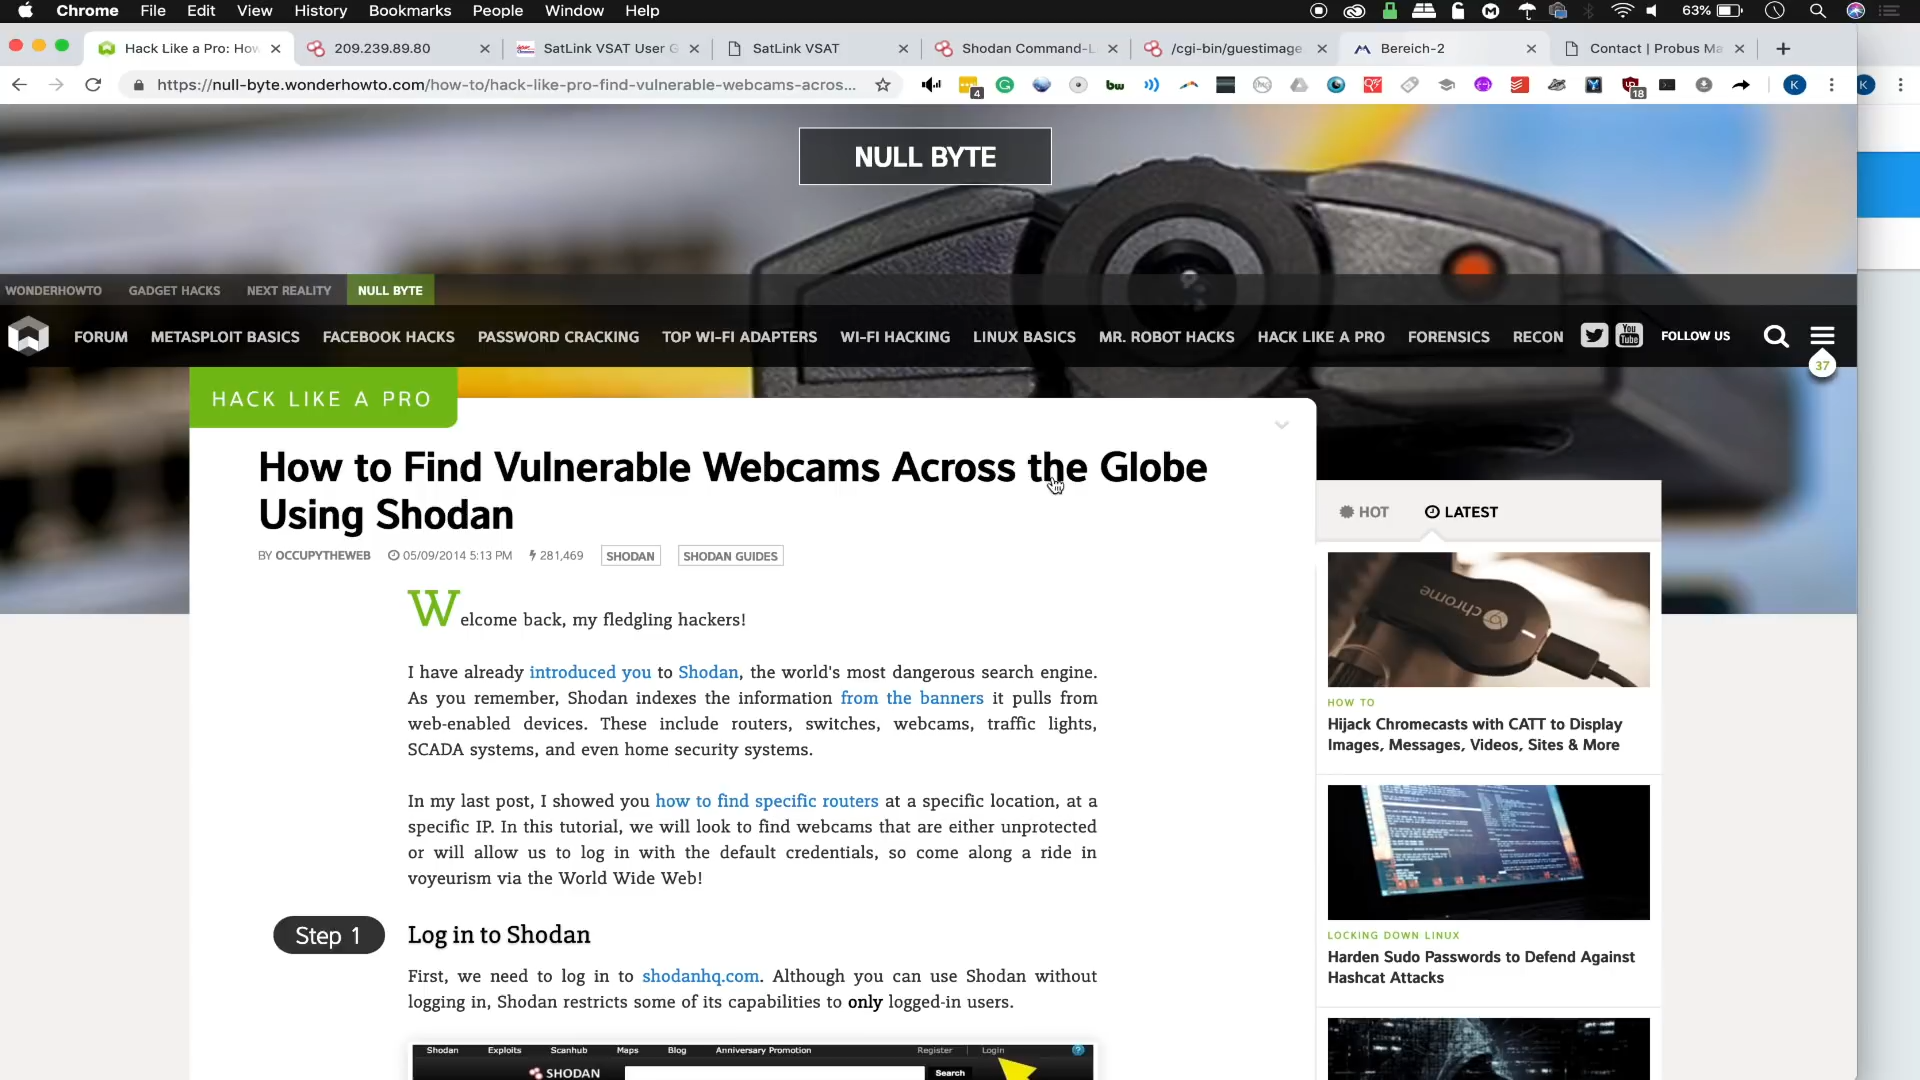 Chrome File Edit View History Bookmarks People Window Help 63%
Hack Like a Pro: How 209.239.89.80 SatLink VSAT User G SatLink VSAT Shodan Command-L /cgi-bin/guestimage. Bereich-2 Contact | Probus Ma
https://null-byte.wonderhowto.com/how-to/hack-like-pro-find-vulnerable-webcams-acros...
4 bw 18 K K
NULL BYTE
WONDERHOWTO GADGET HACKS NEXT REALITY NULL BYTE
FORUM METASPLOIT BASICS FACEBOOK HACKS PASSWORD CRACKING TOP WI-FI ADAPTERS WI-FI HACKING LINUX BASICS MR. ROBOT HACKS HACK LIKE A PRO FORENSICS RECON You Tube FOLLOW US
37
HACK LIKE A PRO
How to Find Vulnerable Webcams Across the Globe
Using Shodan
BY OCCUPYTHEWEB 05/09/2014 5:13 PM 281,469 SHODAN SHODAN GUIDES
Welcome back, my fledgling hackers!
I have already introduced you to Shodan, the world's most dangerous search engine.
As you remember, Shodan indexes the information from the banners it pulls from
web-enabled devices. These include routers, switches, webcams, traffic lights,
SCADA systems, and even home security systems.
In my last post, I showed you how to find specific routers at a specific location, at a
specific IP. In this tutorial, we will look to find webcams that are either unprotected
or will allow us to log in with the default credentials, so come along a ride in
voyeurism via the World Wide Web!
Step 1 Log in to Shodan
First, we need to log in to shodanhq.com. Although you can use Shodan without
logging in, Shodan restricts some of its capabilities to only logged-in users.
Shodan Exploits Scanhub Maps Blog Anniversary Promotion Register Login ?
SHODAN Search
HOT LATEST
chrome
HOW TO
Hijack Chromecasts with CATT to Display
Images, Messages, Videos, Sites & More
LOCKING DOWN LINUX
Harden Sudo Passwords to Defend Against
Hashcat Attacks